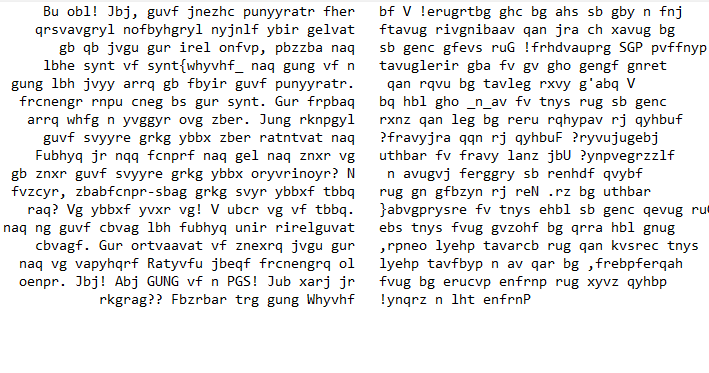 Bu obl! Jbj, guvf jnezhc punyyratr fher
qrsvavgryl nofbyhgryl nyjnlf ybir gelvat
gb qb jvgu gur irel onfvp, pbzzba naq
lbhe synt vf synt{whyvhf_ naq gung vf n
gung lbh jvyy arrq gb fbyir guvf punyyratr.
frcnengr rnpu cneg bs gur synt. Gur frpbaq
arrq whfg n yvggyr ovg zber. Jung rknpgyl
guvf svyyre grkg ybbx zber ratntvat naq
Fubhyq jr nqq fcnprf naq gel naq znxr vg
gb znxr guvf svyyre grkg ybbx oryvrinoyr? N
fvzcyr, zbabfcnpr-sbag grkg svyr ybbxf tbbq
raq? Vg ybbxf yvxr vg! V ubcr vg vf tbbq.
naq ng guvf cbvag lbh fubhyq unir rirelguvat
cbvagf. Gur ortvaavat vf znexrq jvgu gur
naq vg vapyhqrf Ratyvfu jbeqf frcnengrq ol
oenpr. Jbj! Abj GUNG vf n PGS! Jub xarj jr
rkgrag?? Fbzrbar trg gung Whyvhf
bf V !erugrtbg ghc bg ahs sb gby n fnj
ftavug rivgnibaav qan jra ch xavug bg
sb genc gfevs ruG !frhdvauprg SGP pvffnyp
tavuglerir gba fv gv gho gengf gnret
qan rqvu bg tavleg rxvy g'abq V
bq hbl gho _n_av fv tnys rug sb genc
rxnz qan leg bg reru rqhypav rj qyhbuf
?fravyjra qqn rj qyhbuF ?ryvujugebj
uthbar fv fravy lanz jbU ?ynpvegrzzlf
n avugvj ferggry sb renhdf qvybf
rug gn gfbzyn rj reN .rz bg uthbar
}abvgprysre fv tnys ehbl sb genc qevug
ebs tnys fvug gvzohf bg qrra hbl gnug
,rpneo lyehp tavarcb rug qan kvsrec tnys
lyehp tavfbyp n av qar bg ,frebpferqah
fvug bg erucvp enfrnp rug xyvz qyhbp
!ynqrz n lht enfrnP